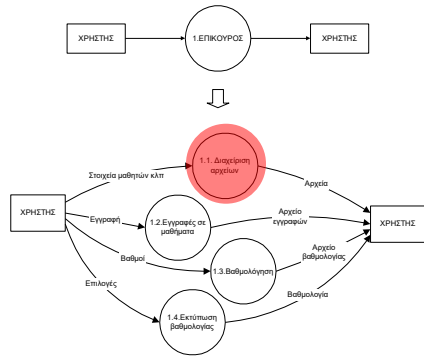 ΧΡΗΣΤΗΣ
1.ΕΠΙΚΟΥΡΟΣ
ΧΡΗΣΤΗΣ
1.1. Διαχείριση
αρχείων
Στοιχεία μαθητών κλπ
Αρχεία
ΧΡΗΣΤΗΣ
Εγγραφή
1.2.Εγγραφές σε
μαθήματα
Αρχείο
εγγραφών
ΧΡΗΣΤΗΣ
Βαθμοί
1.3.Βαθμολόγηση
Αρχείο
βαθμολογίας
Επιλογές
1.4.Εκτύπωση
βαθμολογίας
Βαθμολογία